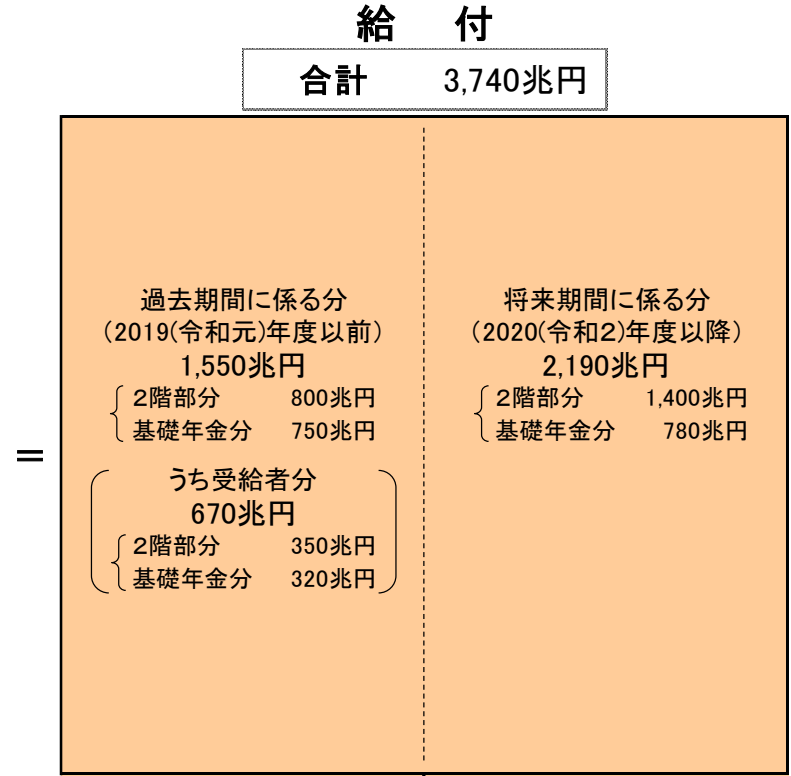 給　付
合計　3,740兆円
過去期間に係る分
（2019(令和元)年度以前）
1,550兆円
２階部分　800兆円
基礎年金分　750兆円
うち受給者分
670兆円
２階部分　350兆円
基礎年金分　320兆円
将来期間に係る分
（2020(令和２)年度以降）
2,190兆円
２階部分　1,400兆円
基礎年金分　780兆円
＝